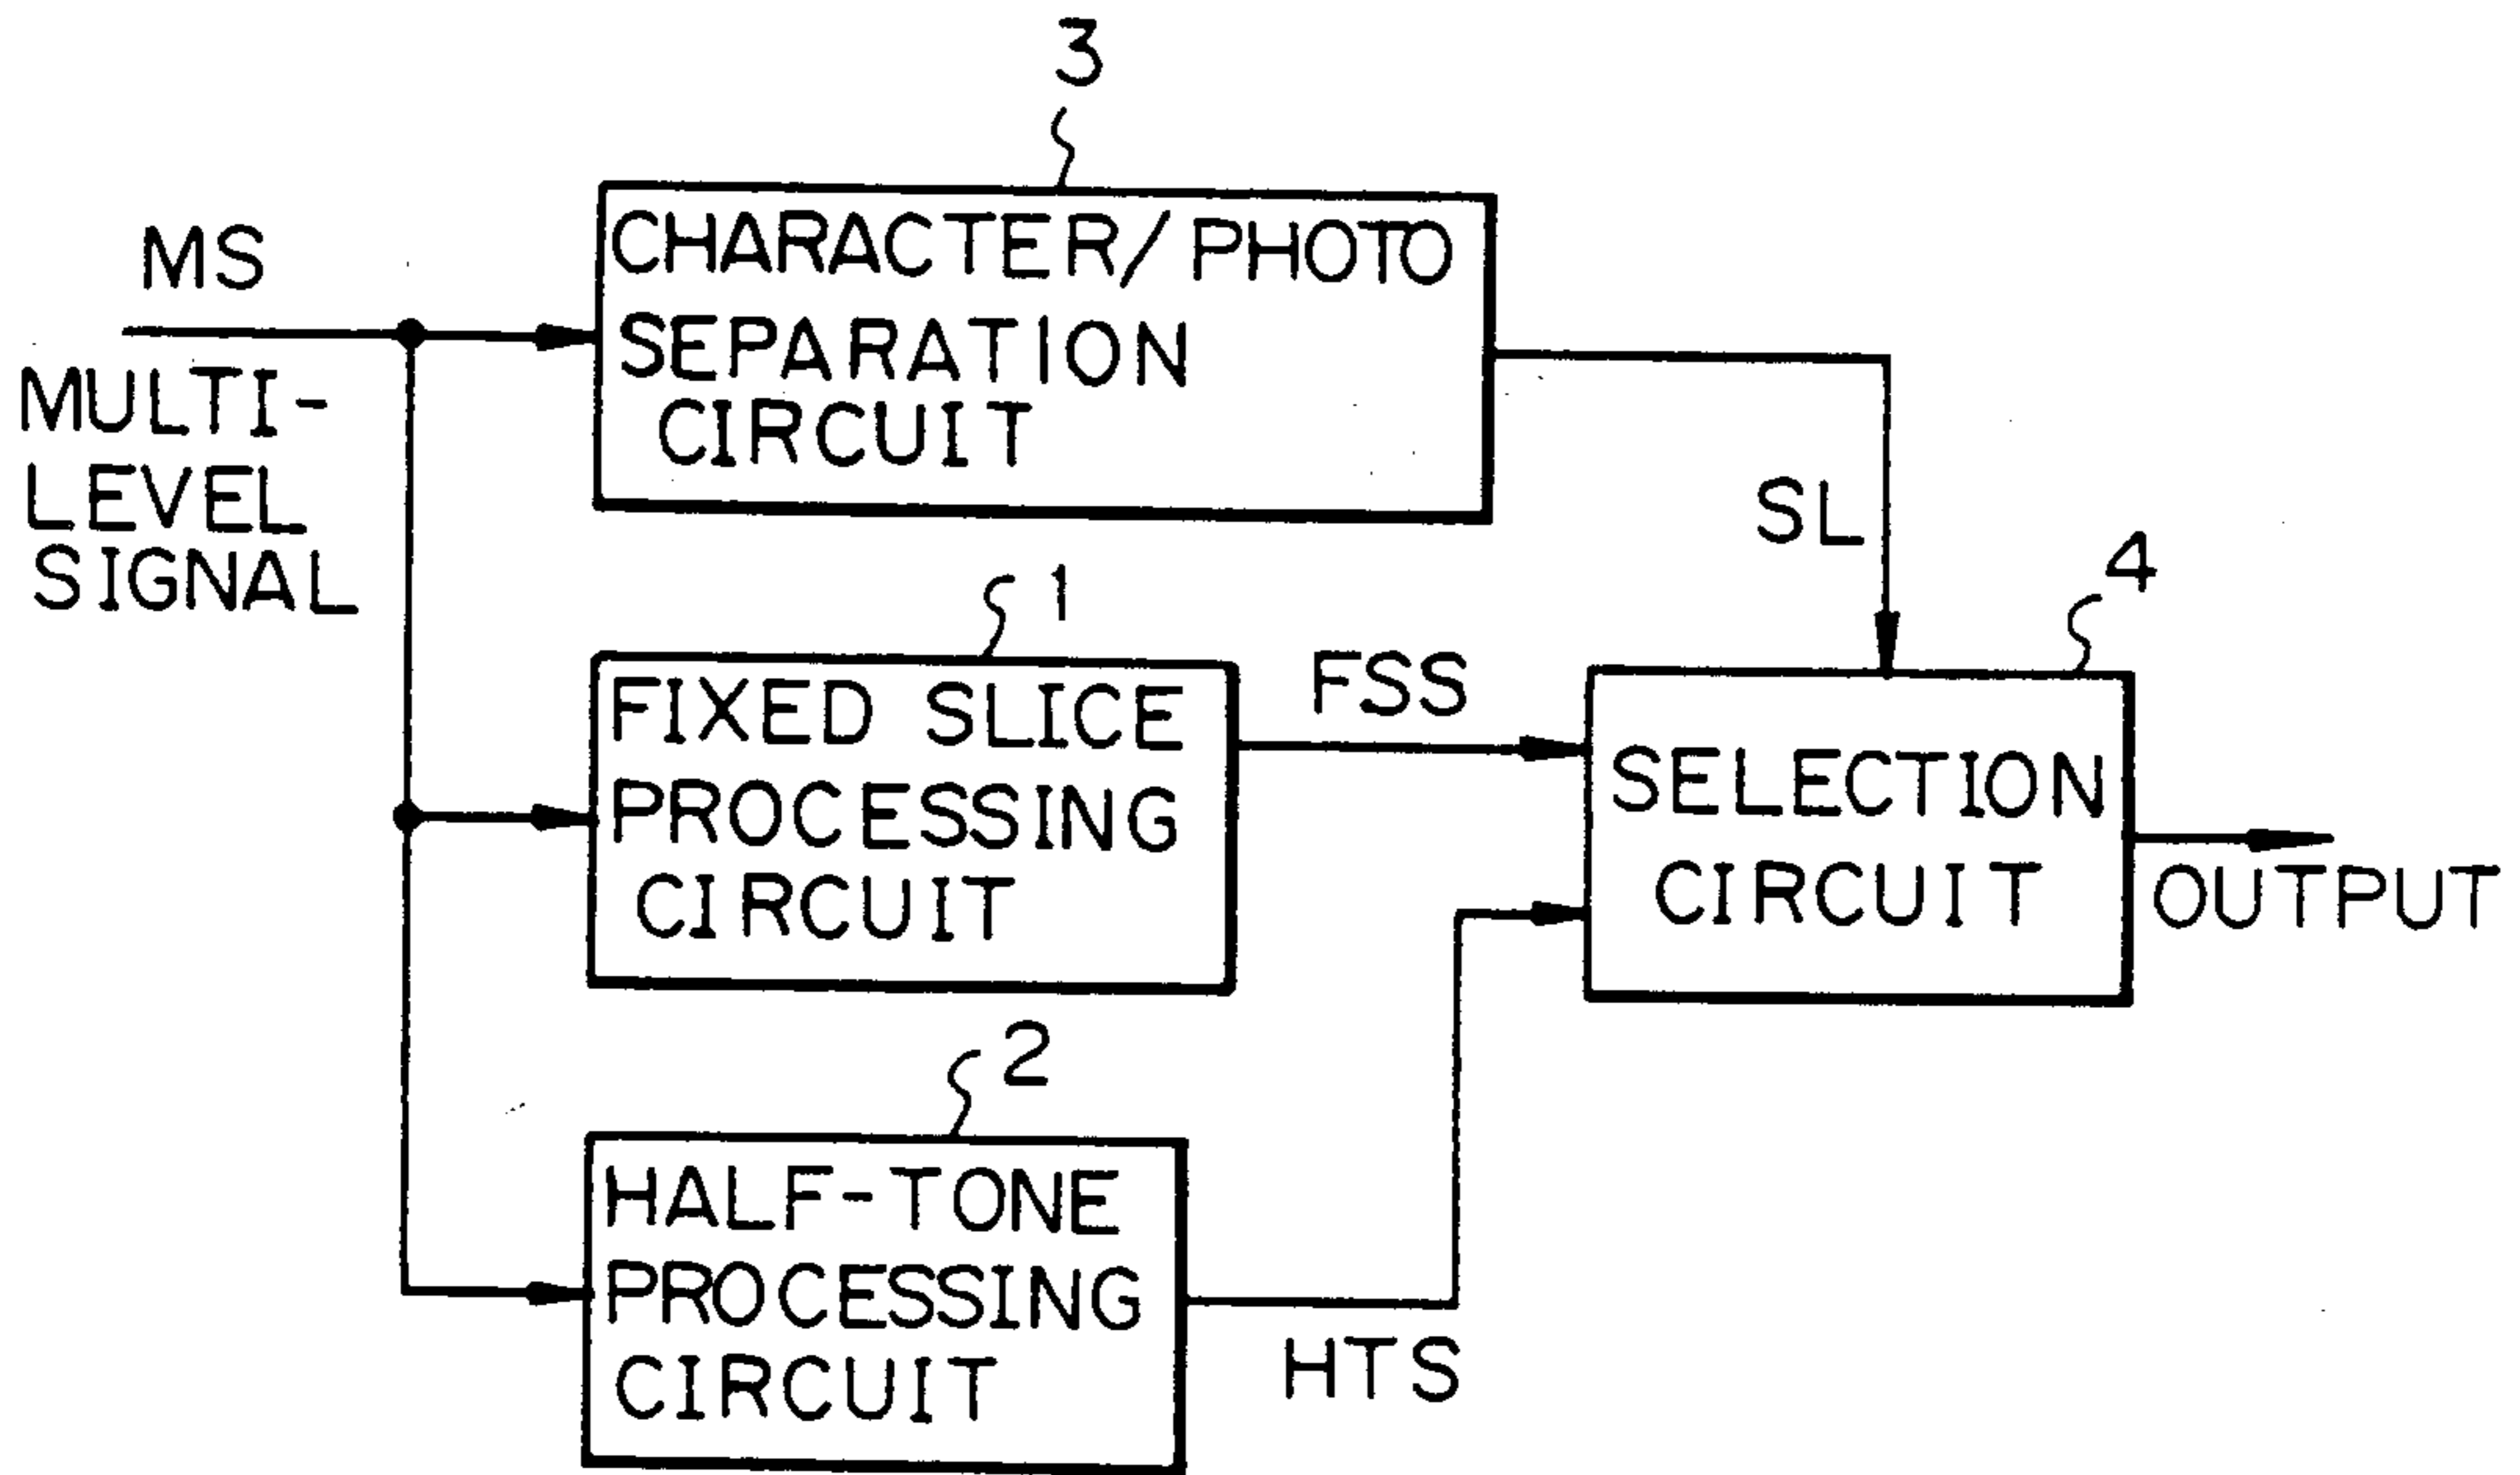 3
MS
MULTI-
LEVEL
SIGNAL
CHARACTER/PHOTO
SEPARATION
CIRCUIT
SL
1
FIXED SLICE
PROCESSING
CIRCUIT
FSS
4
SELECTION
CIRCUIT
OUTPUT
2
HALF-TONE
PROCESSING
CIRCUIT
HTS